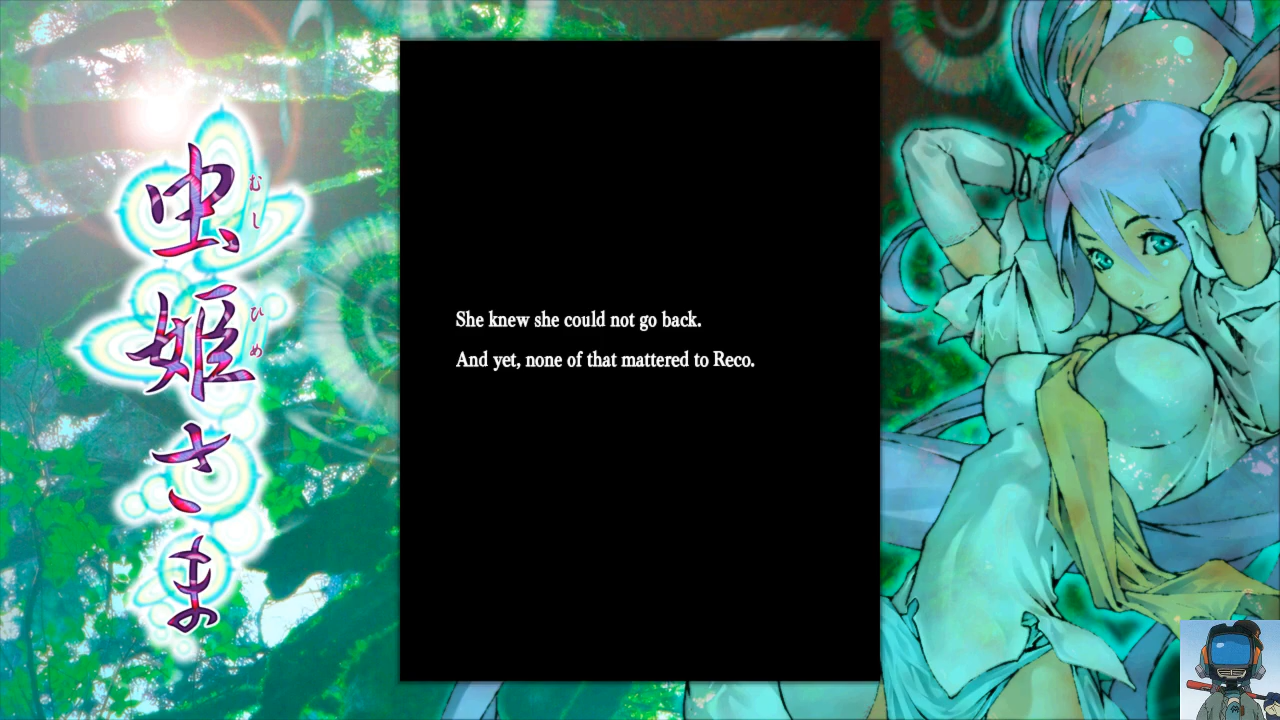 虫姫さま
むし
ひめ
She knew she could not go back.
And yet, none of that mattered to Reco.